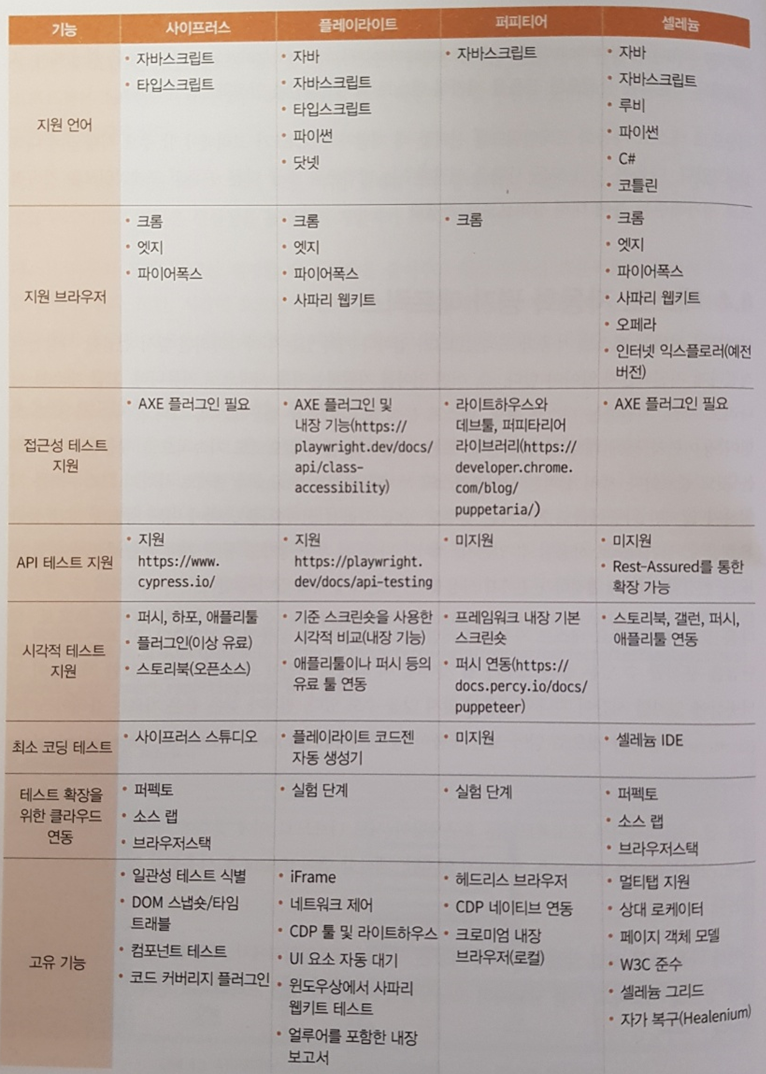 기능 사이프러스 플레이라이트 퍼피티어 셀레늄
지원 언어
• 자바스크립트
• 타입스크립트
• 자바
• 자바스크립트
• 타입스크립트
• 파이썬
• 닷넷
• 자바스크립트
• 자바
• 자바스크립트
• 루비
• 파이썬
• C#
• 코틀린
지원 브라우저
• 크롬
• 엣지
• 파이어폭스
• 크롬
• 엣지
• 파이어폭스
• 사파리 웹키트
• 크롬
• 크롬
• 엣지
• 파이어폭스
• 사파리 웹키트
• 오페라
• 인터넷 익스플로러(예전
버전)
접근성 테스트
지원
• AXE 플러그인 필요
• AXE 플러그인 및
내장 기능(https://
playwright.dev/docs/
api/class-
accessibility)
• 라이트하우스와
데브툴, 퍼피타리어
라이브러리(https://
developer.chrome.
com/blog/
puppetaria/)
• AXE 플러그인 필요
API 테스트 지원
• 지원
https://www.
cypress.io/
• 지원
https://playwright.
dev/docs/api-testing
• 미지원
• 미지원
• Rest-Assured를 통한
확장 가능
시각적 테스트
지원
• 퍼시, 하포, 애플리툴
• 플러그인(이상 유료)
• 스토리북(오픈소스)
• 기준 스크린숏을 사용한
시각적 비교(내장 기능)
• 애플리툴이나 퍼시 등의
유료 툴 연동
• 프레임워크 내장 기본
스크린숏
• 퍼시 연동(https://
docs.percy.io/docs/
puppeteer)
• 스토리북, 갤런, 퍼시,
애플리툴 연동
최소 코딩 테스트
• 사이프러스 스튜디오
• 플레이라이트 코드젠
자동 생성기
• 미지원
• 셀레늄 IDE
테스트 확장을
위한 클라우드
연동
• 퍼펙토
• 소스 랩
• 브라우저스택
• 실험 단계
• 실험 단계
• 퍼펙토
• 소스 랩
• 브라우저스택
고유 기능
• 일관성 테스트 식별
• DOM 스냅숏/타임
트래블
• 컴포넌트 테스트
• 코드 커버리지 플러그인
• iFrame
• 네트워크 제어
• CDP 툴 및 라이트하우스
• UI 요소 자동 대기
• 윈도우상에서 사파리
웹키트 테스트
• 얼루어를 포함한 내장
보고서
• 헤드리스 브라우저
• CDP 네이티브 연동
• 크로미엄 내장
브라우저(로컬)
• 멀티탭 지원
• 상대 로케이터
• 페이지 객체 모델
• W3C 준수
• 셀레늄 그리드
• 자가 복구(Healenium)